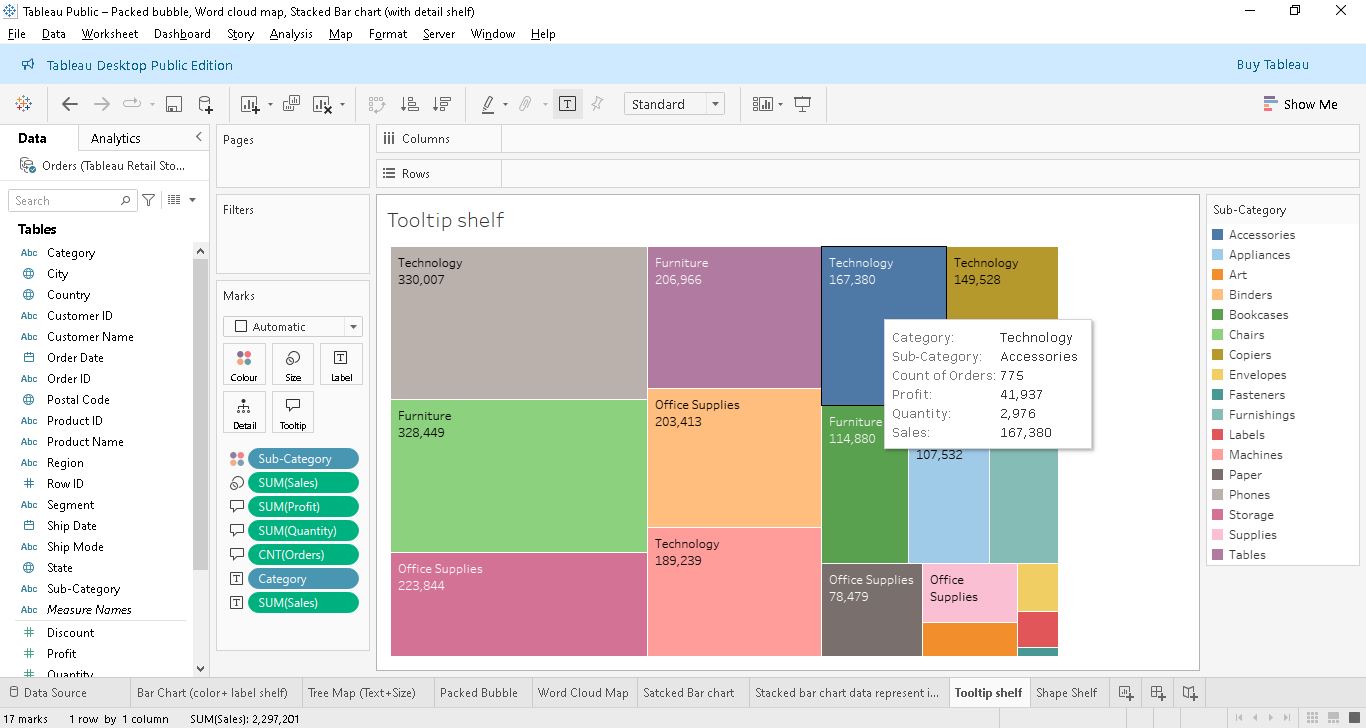 Tableau Public – Packed bubble, Word cloud map, Stacked Bar chart (with detail shelf)
File Data Worksheet Dashboard Story Analysis Map Format Server Window Help
Tableau Desktop Public Edition
Buy Tableau
Standard
Show Me
Data
Analytics
Orders (Tableau Retail Sto...
Search
Tables
Abc Category
City
Country
Abc Customer ID
Abc Customer Name
Order Date
Abc Order ID
Postal Code
Abc Product ID
Abc Product Name
Abc Region
# Row ID
Abc Segment
Ship Date
Abc Ship Mode
State
Abc Sub-Category
Abc Measure Names
# Discount
# Profit
# Quantity
Pages
Filters
Marks
Automatic
Colour Size Label
Detail Tooltip
Sub-Category
SUM(Sales)
SUM(Profit)
SUM(Quantity)
CNT(Orders)
Category
SUM(Sales)
Columns
Rows
Tooltip shelf
Technology
330,007
Furniture
328,449
Office Supplies
223,844
Furniture
206,966
Office Supplies
203,413
Technology
189,239
Technology
167,380
Technology
149,528
Furniture
114,880
107,532
Office Supplies
78,479
Office
Supplies
Category: Technology
Sub-Category: Accessories
Count of Orders: 775
Profit: 41,937
Quantity: 2,976
Sales: 167,380
Sub-Category
Accessories
Appliances
Art
Binders
Bookcases
Chairs
Copiers
Envelopes
Fasteners
Furnishings
Labels
Machines
Paper
Phones
Storage
Supplies
Tables
Data Source
Bar Chart (color+ label shelf)
Tree Map (Text+Size)
Packed Bubble
Word Cloud Map
Satcked Bar chart
Stacked bar chart data represent i...
Tooltip shelf
Shape Shelf
17 marks 1 row by 1 column SUM(Sales): 2,297,201